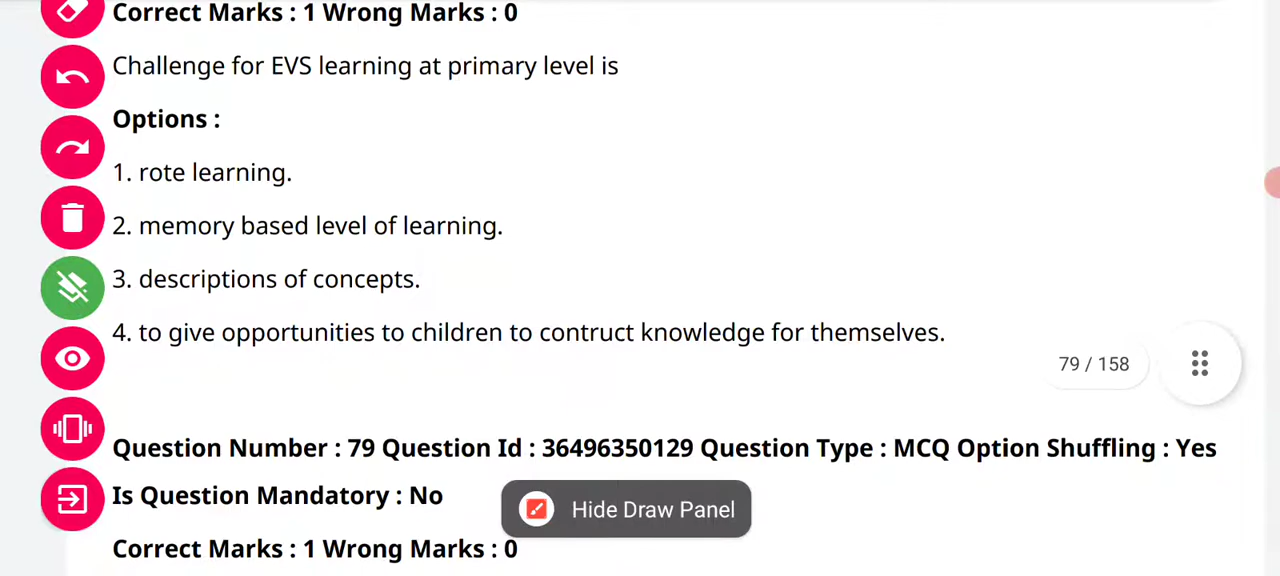 Correct Marks : 1 Wrong Marks : 0
Challenge for EVS learning at primary level is
Options :
1. rote learning.
2. memory based level of learning.
3. descriptions of concepts.
4. to give opportunities to children to contruct knowledge for themselves.
79 / 158
Question Number : 79 Question Id : 36496350129 Question Type : MCQ Option Shuffling : Yes
Is Question Mandatory : No
Hide Draw Panel
Correct Marks : 1 Wrong Marks : 0